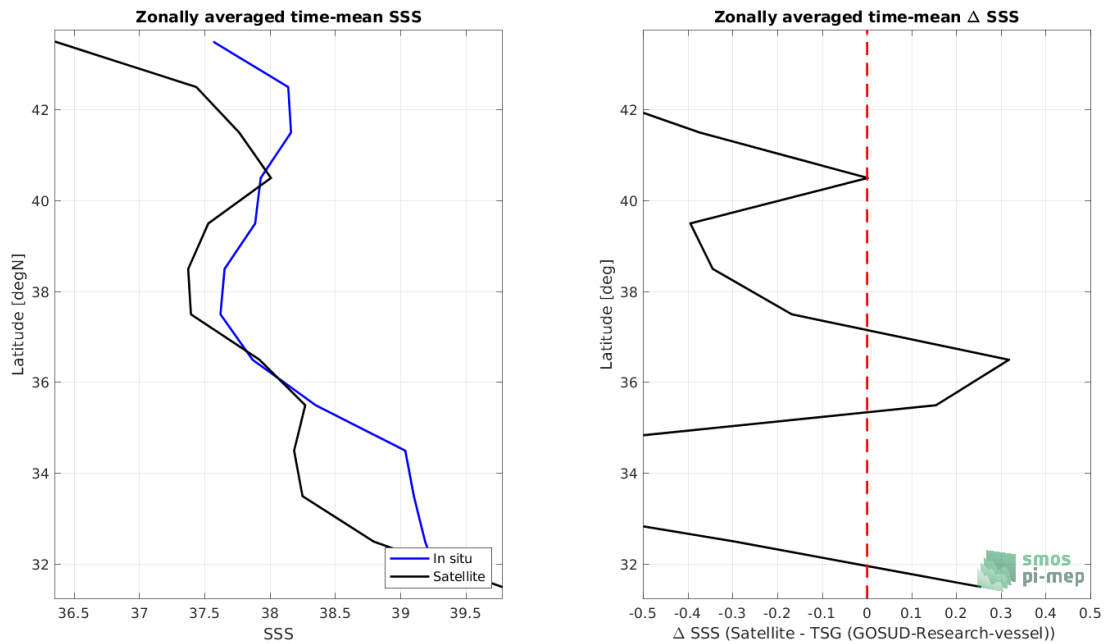 Zonally averaged time-mean SSS
42
40
38
36
34
32
Latitude [degN]
36.5 37 37.5 38 38.5 39 39.5
SSS
In situ
Satellite
Zonally averaged time-mean Δ SSS
42
40
38
36
34
32
Latitude [deg]
-0.5 -0.4 -0.3 -0.2 -0.1 0 0.1 0.2 0.3 0.4 0.5
Δ SSS (Satellite - TSG (GOSUD-Research-vessel))
smos
pi-mep